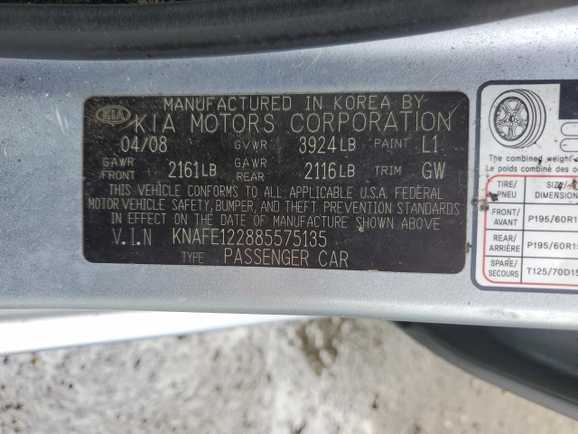 MANUFACTURED IN KOREA BY
KIA KIA MOTORS CORPORATION
04/08 GVWR 3924LB PAINT L1
GAWR FRONT 2161LB GAWR REAR 2116LB TRIM GW
THIS VEHICLE CONFORMS TO ALL APPLICABLE U.S.A. FEDERAL
MOTOR VEHICLE SAFETY, BUMPER, AND THEFT PREVENTION STANDARDS
IN EFFECT ON THE DATE OF MANUFACTURE SHOWN ABOVE.
V.I.N KNAFE122885575135
TYPE PASSENGER CAR
The combined weight
Le poids combiné des
TIRE/
PNEU
DIMENSION
FRONT/
AVANT P195/60R1
REAR/
ARRIÈRE P195/60R1
SPARE/
SECOURS T125/70D15